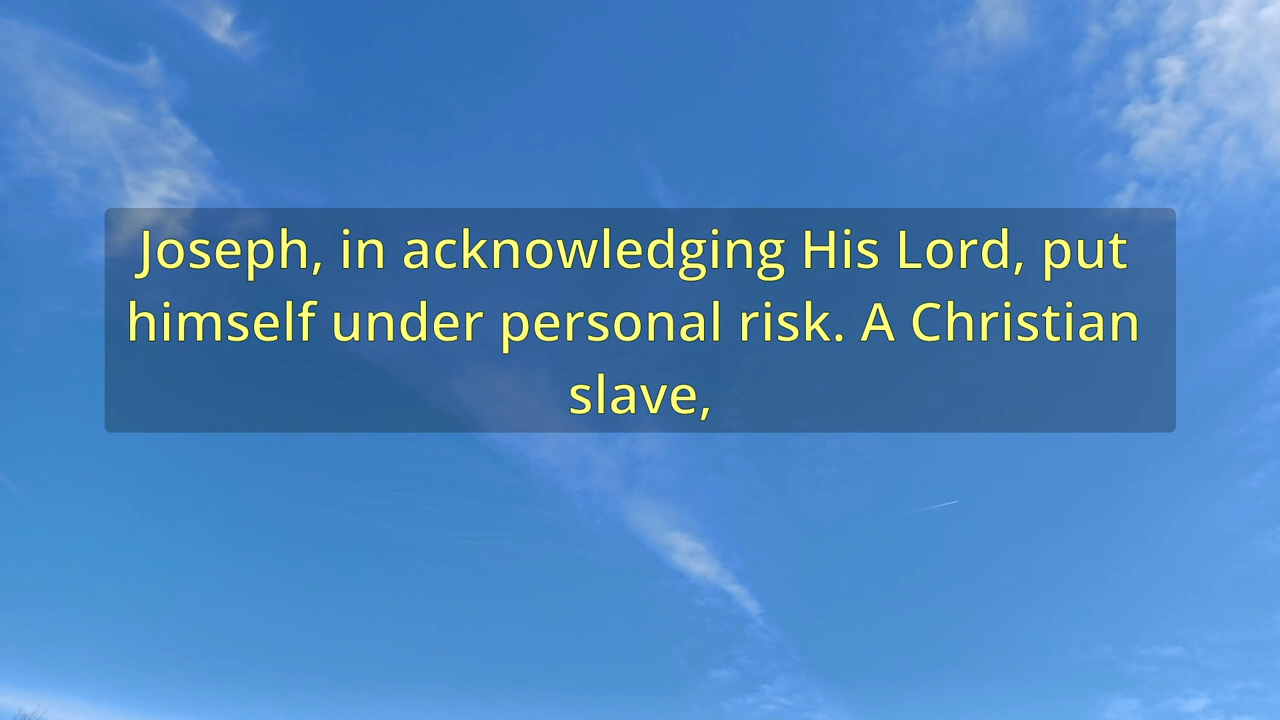 Joseph, in acknowledging His Lord, put
himself under personal risk. A Christian
slave,